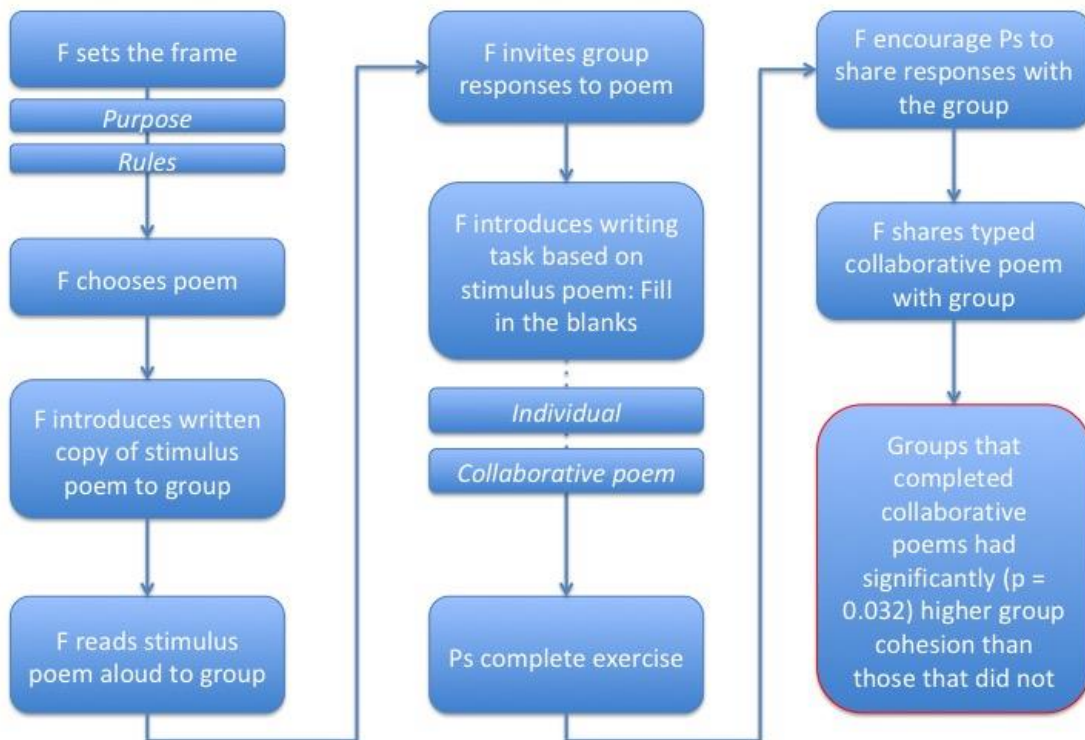 F sets the frame
Purpose
Rules
F chooses poem
F introduces written
copy of stimulus
poem to group
F reads stimulus
poem aloud to group
F invites group
responses to poem
F introduces writing
task based on
stimulus poem: Fill
in the blanks
Individual
Collaborative poem
Ps complete exercise
F encourage Ps to
share responses with
the group
F shares typed
collaborative poem
with group
Groups that
completed
collaborative
poems had
significantly (p =
0.032) higher group
cohesion than
those that did not